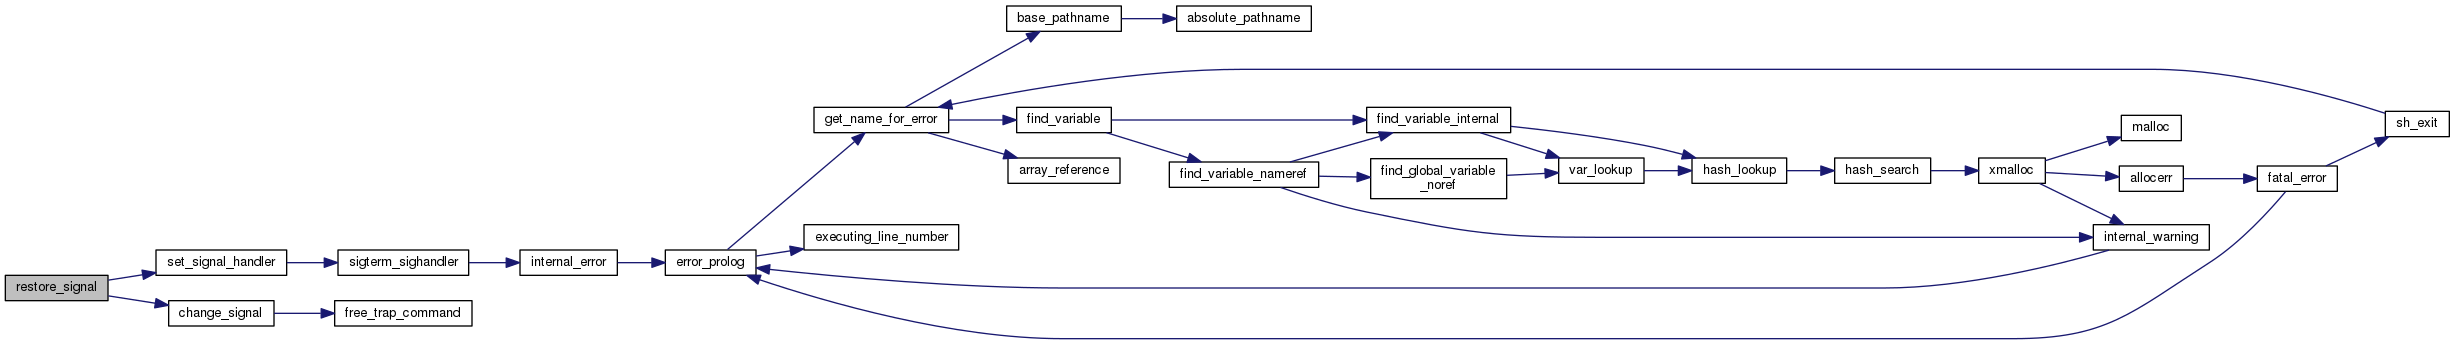 base_pathname
absolute_pathname
get_name_for_error
find_variable
find_variable_internal
malloc
sh_exit
array_reference
find_variable_nameref
find_global_variable
_noref
var_lookup
hash_lookup
hash_search
xmalloc
allocerr
fatal_error
executing_line_number
internal_warning
set_signal_handler
sigterm_sighandler
internal_error
error_prolog
restore_signal
change_signal
free_trap_command